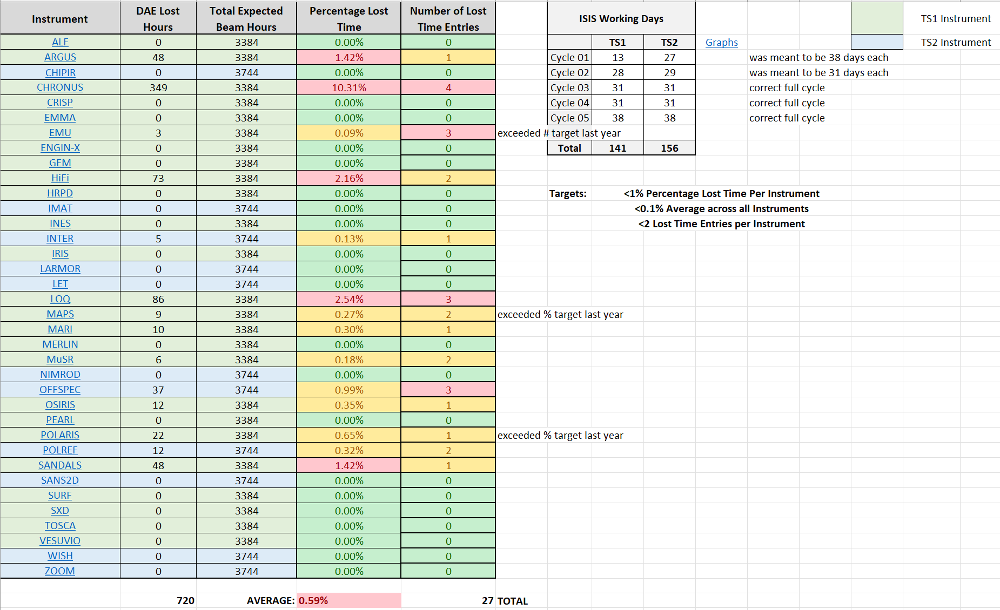 Instrument DAE Lost Hours Total Expected Beam Hours Percentage Lost Time Number of Lost Time Entries ISIS Working Days TS1 Instrument
ALF 0 3384 0.00% 0 TS1 TS2 Graphs TS2 Instrument
ARGUS 48 3384 1.42% 1 Cycle 01 13 27 was meant to be 38 days each
CHIPIR 0 3744 0.00% 0 Cycle 02 28 29 was meant to be 31 days each
CHRONUS 349 3384 10.31% 4 Cycle 03 31 31 correct full cycle
CRISP 0 3384 0.00% 0 Cycle 04 31 31 correct full cycle
EMMA 0 3384 0.00% 0 Cycle 05 38 38 correct full cycle
EMU 3 3384 0.09% 3 exceeded # target last year
ENGIN-X 0 3384 0.00% 0 Total 141 156
GEM 0 3384 0.00% 0
HiFi 73 3384 2.16% 2
HRPD 0 3384 0.00% 0 Targets: <1% Percentage Lost Time Per Instrument
IMAT 0 3744 0.00% 0 <0.1% Average across all Instruments
INES 0 3384 0.00% 0 <2 Lost Time Entries per Instrument
INTER 5 3744 0.13% 1
IRIS 0 3384 0.00% 0
LARMOR 0 3744 0.00% 0
LET 0 3744 0.00% 0
LOQ 86 3384 2.54% 3
MAPS 9 3384 0.27% 2 exceeded % target last year
MARI 10 3384 0.30% 1
MERLIN 0 3384 0.00% 0
MuSR 6 3384 0.18% 2
NIMROD 0 3744 0.00% 0
OFFSPEC 37 3744 0.99% 3
OSIRIS 12 3384 0.35% 1
PEARL 0 3384 0.00% 0
POLARIS 22 3384 0.65% 1 exceeded % target last year
POLREF 12 3744 0.32% 2
SANDALS 48 3384 1.42% 1
SANS2D 0 3744 0.00% 0
SURF 0 3384 0.00% 0
SXD 0 3384 0.00% 0
TOSCA 0 3384 0.00% 0
VESUVIO 0 3384 0.00% 0
WISH 0 3744 0.00% 0
ZOOM 0 3744 0.00% 0
720 AVERAGE: 0.59% 27 TOTAL